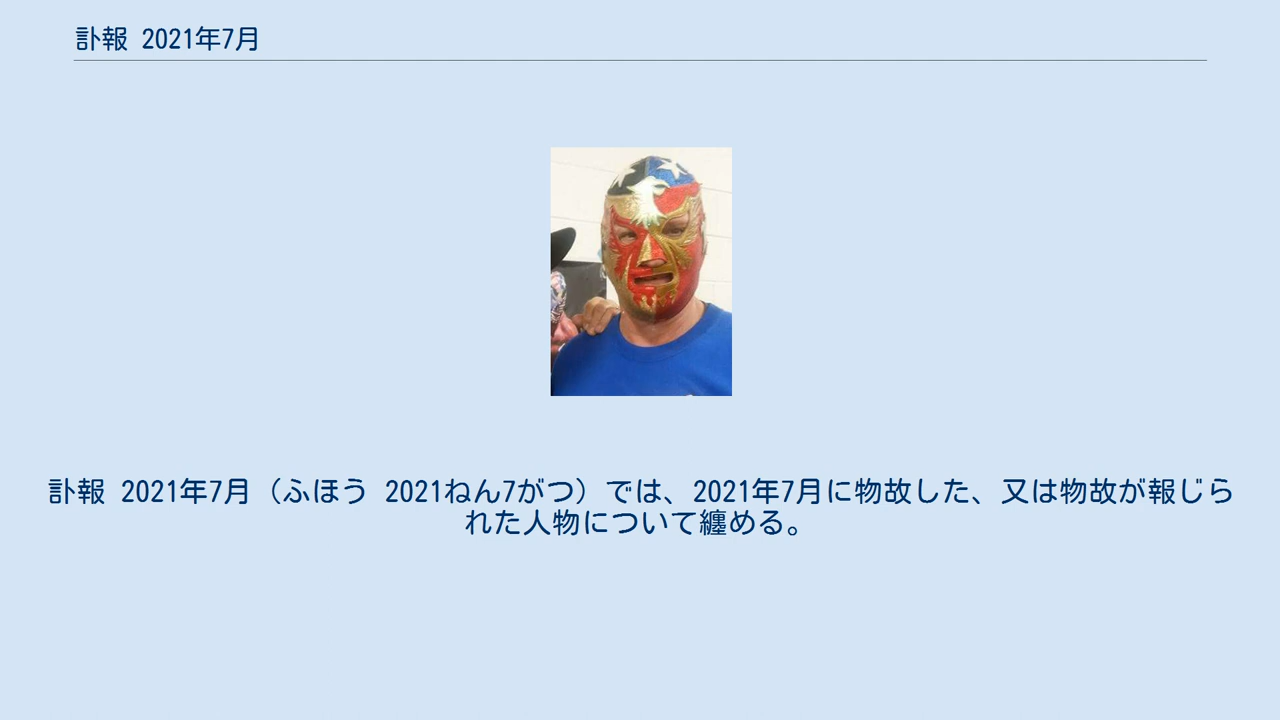 訃報 2021年7月
訃報 2021年7月（ふほう 2021ねん7がつ）では、2021年7月に物故した、又は物故が報じら
れた人物について纏める。